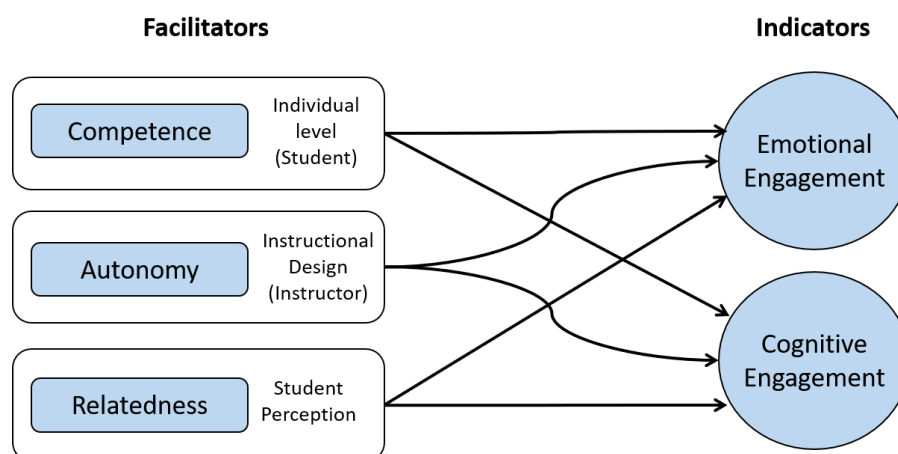 Facilitators
Indicators
Competence
Individual
level
(Student)
Emotional
Engagement
Autonomy
Instructional
Design
(Instructor)
Cognitive
Engagement
Relatedness
Student
Perception